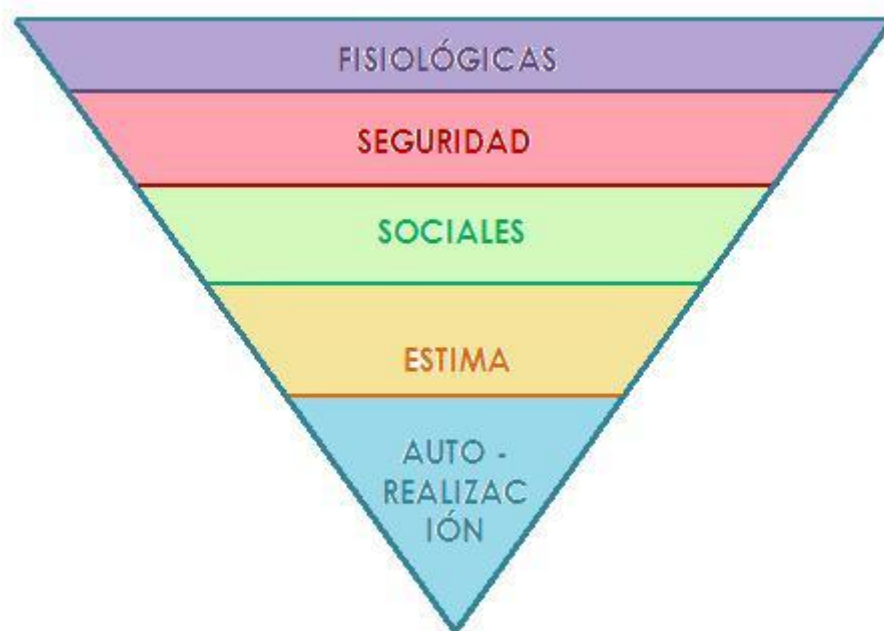 FISIOLÓGICAS
SEGURIDAD
SOCIALES
ESTIMA
AUTO -
REALIZAC
IÓN